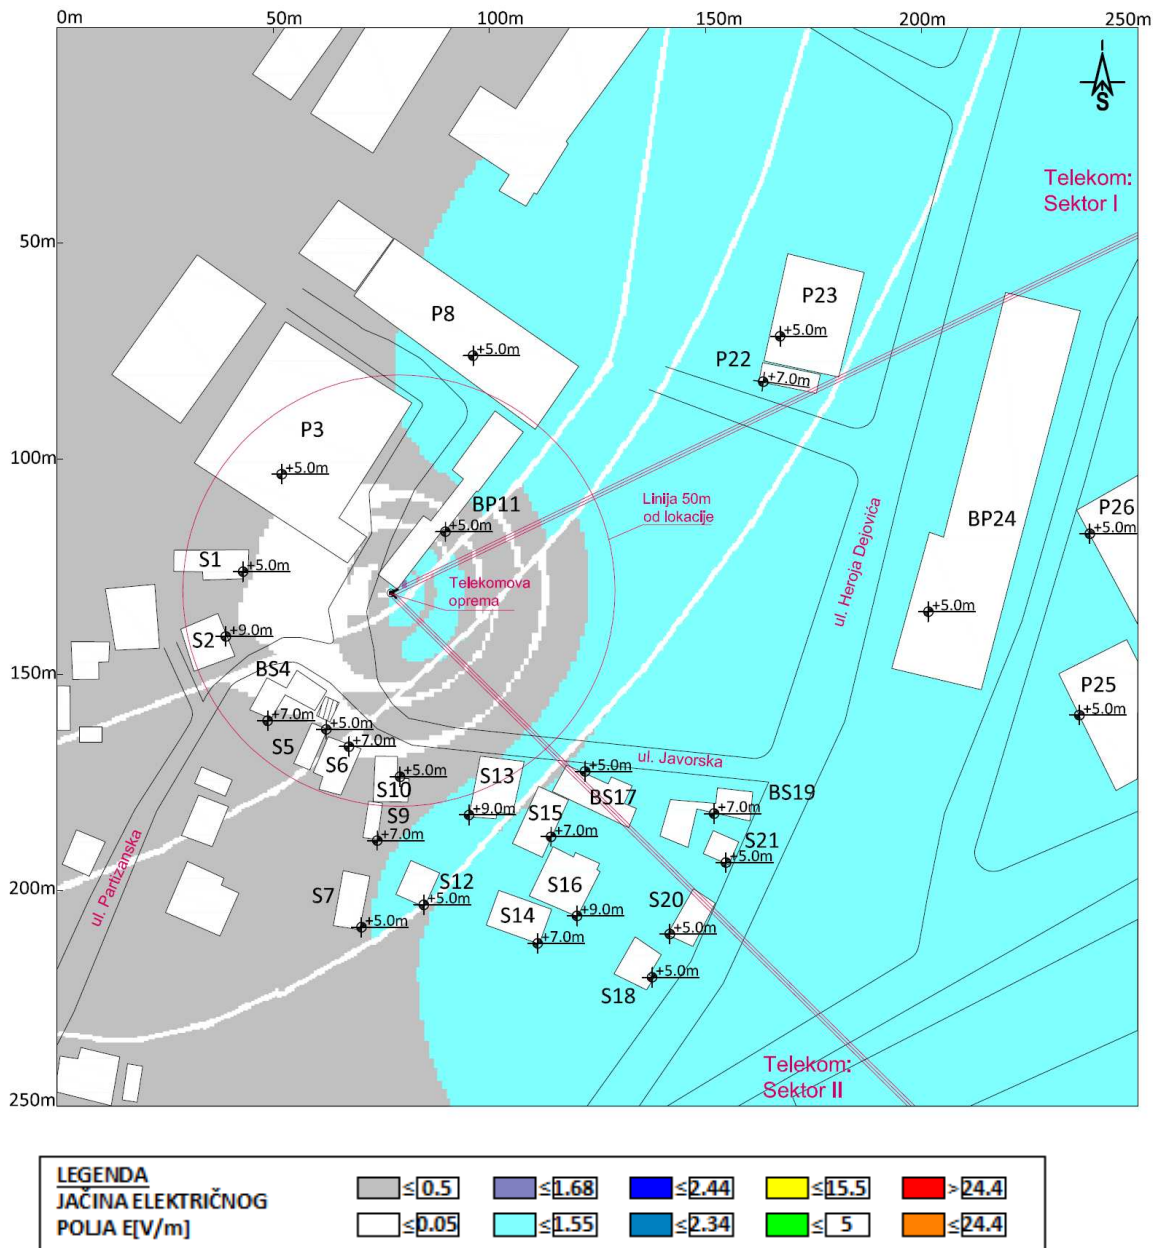 0m
50m
100m
150m
200m
250m
S
Telekom:
Sektor I
50m
P8
+5.0m
P23
+5.0m
P22
+7.0m
P3
+5.0m
100m
Linija 50m
od lokacije
BP11
+5.0m
BP24
+5.0m
P26
+5.0m
ul. Heroja Dejovića
S1
+5.0m
Telekomova
oprema
S2
+9.0m
150m
BS4
+7.0m
P25
+5.0m
S5
+5.0m
S6
+7.0m
ul. Javorska
S10
+5.0m
S13
+9.0m
+5.0m
BS17
BS19
+7.0m
S9
+7.0m
S15
+7.0m
S21
+5.0m
ul. Partizanska
200m
S7
+5.0m
S12
+5.0m
S16
+9.0m
S14
+7.0m
S20
+5.0m
S18
+5.0m
Telekom:
Sektor II
250m
LEGENDA
JAČINA ELEKTRIČNOG
POLJA E[V/m]
≤0.5
≤1.68
≤2.44
≤15.5
>24.4
≤0.05
≤1.55
≤2.34
≤ 5
≤24.4